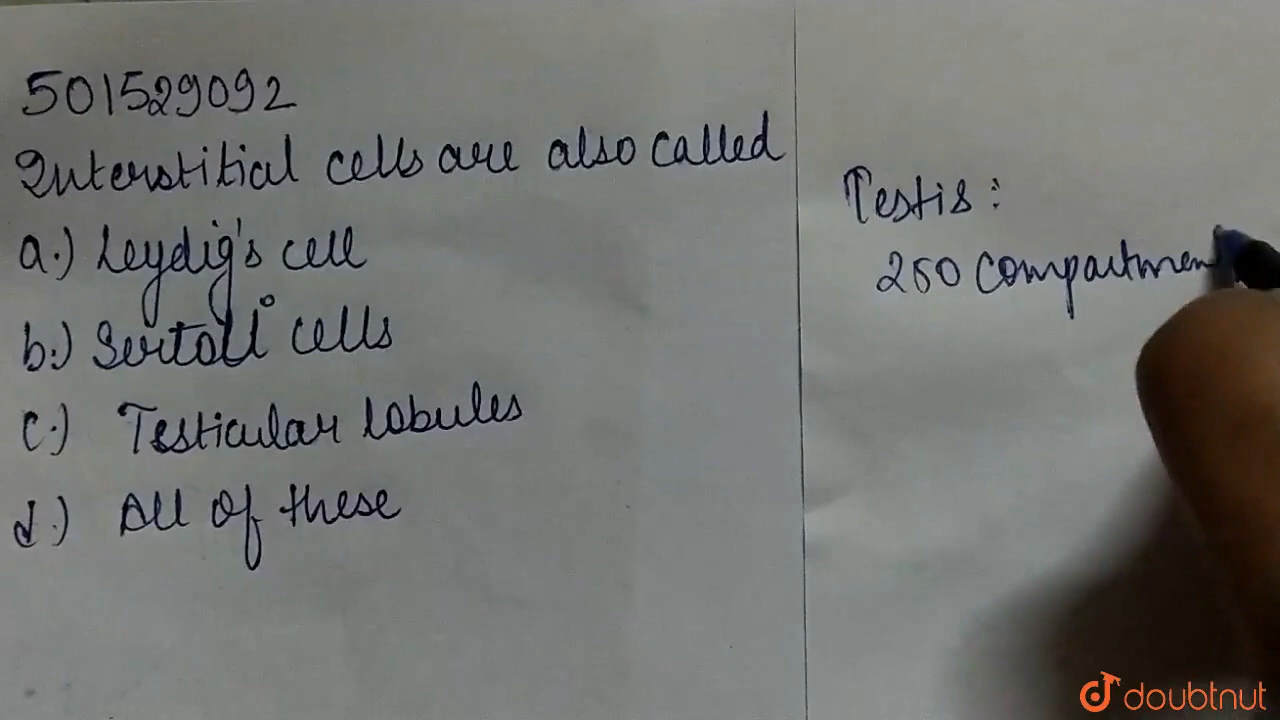 501529092
Interstitial cells are also called
a.) Leydig's cell
b.) Sertoli cells
c.) Testicular lobules
d.) All of these
Testis:
250 Compartmen
doubtnut